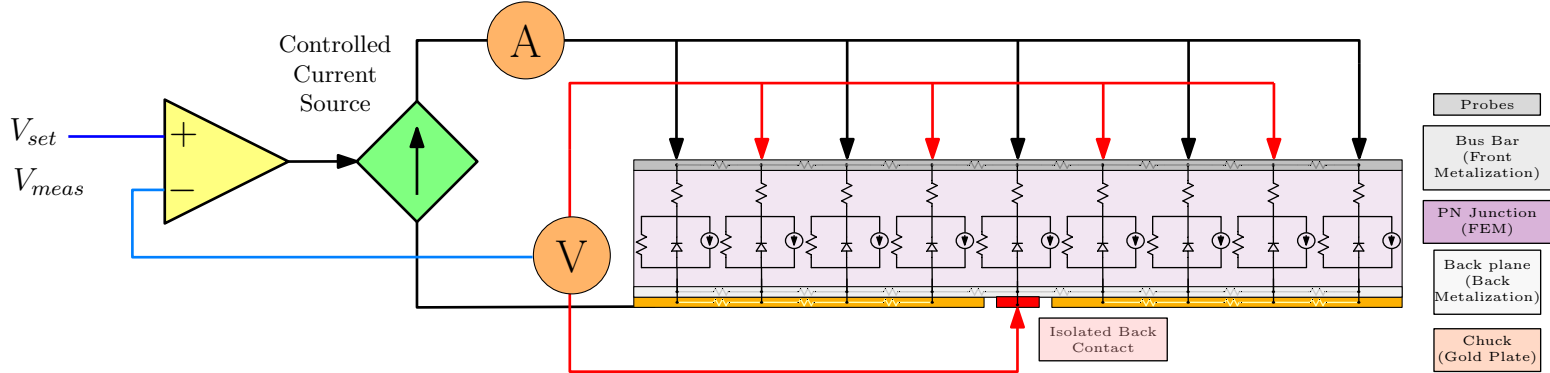 Controlled
Current
Source
A
V_set
+
V_meas
−
V
Isolated Back
Contact
Probes
Bus Bar
(Front
Metalization)
PN Junction
(FEM)
Back plane
(Back
Metalization)
Chuck
(Gold Plate)